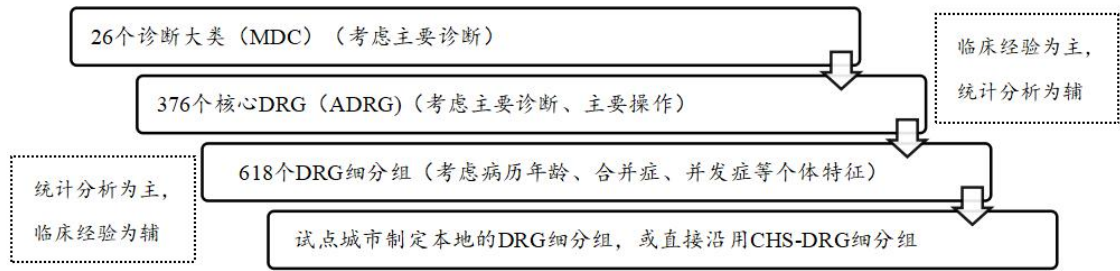 26个诊断大类（MDC）（考虑主要诊断）
临床经验为主，
统计分析为辅
376个核心DRG（ADRG)（考虑主要诊断、主要操作）
618个DRG细分组（考虑病历年龄、合并症、并发症等个体特征）
统计分析为主，
临床经验为辅
试点城市制定本地的DRG细分组，或直接沿用CHS-DRG细分组